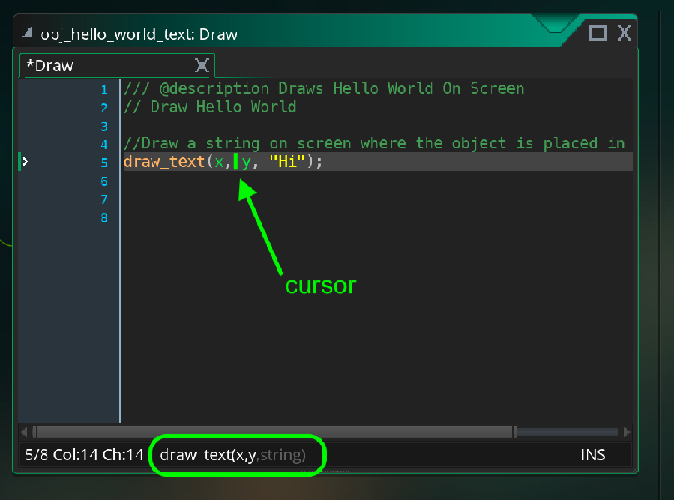 obj_hello_world_text: Draw
*Draw
1 /// @description Draws Hello World On Screen
2 // Draw Hello World
3
4 //Draw a string on screen where the object is placed in
5 draw_text(x, y, "Hi");
6
7
8
cursor
5/8 Col:14 Ch:14 draw_text(x,y,string) INS